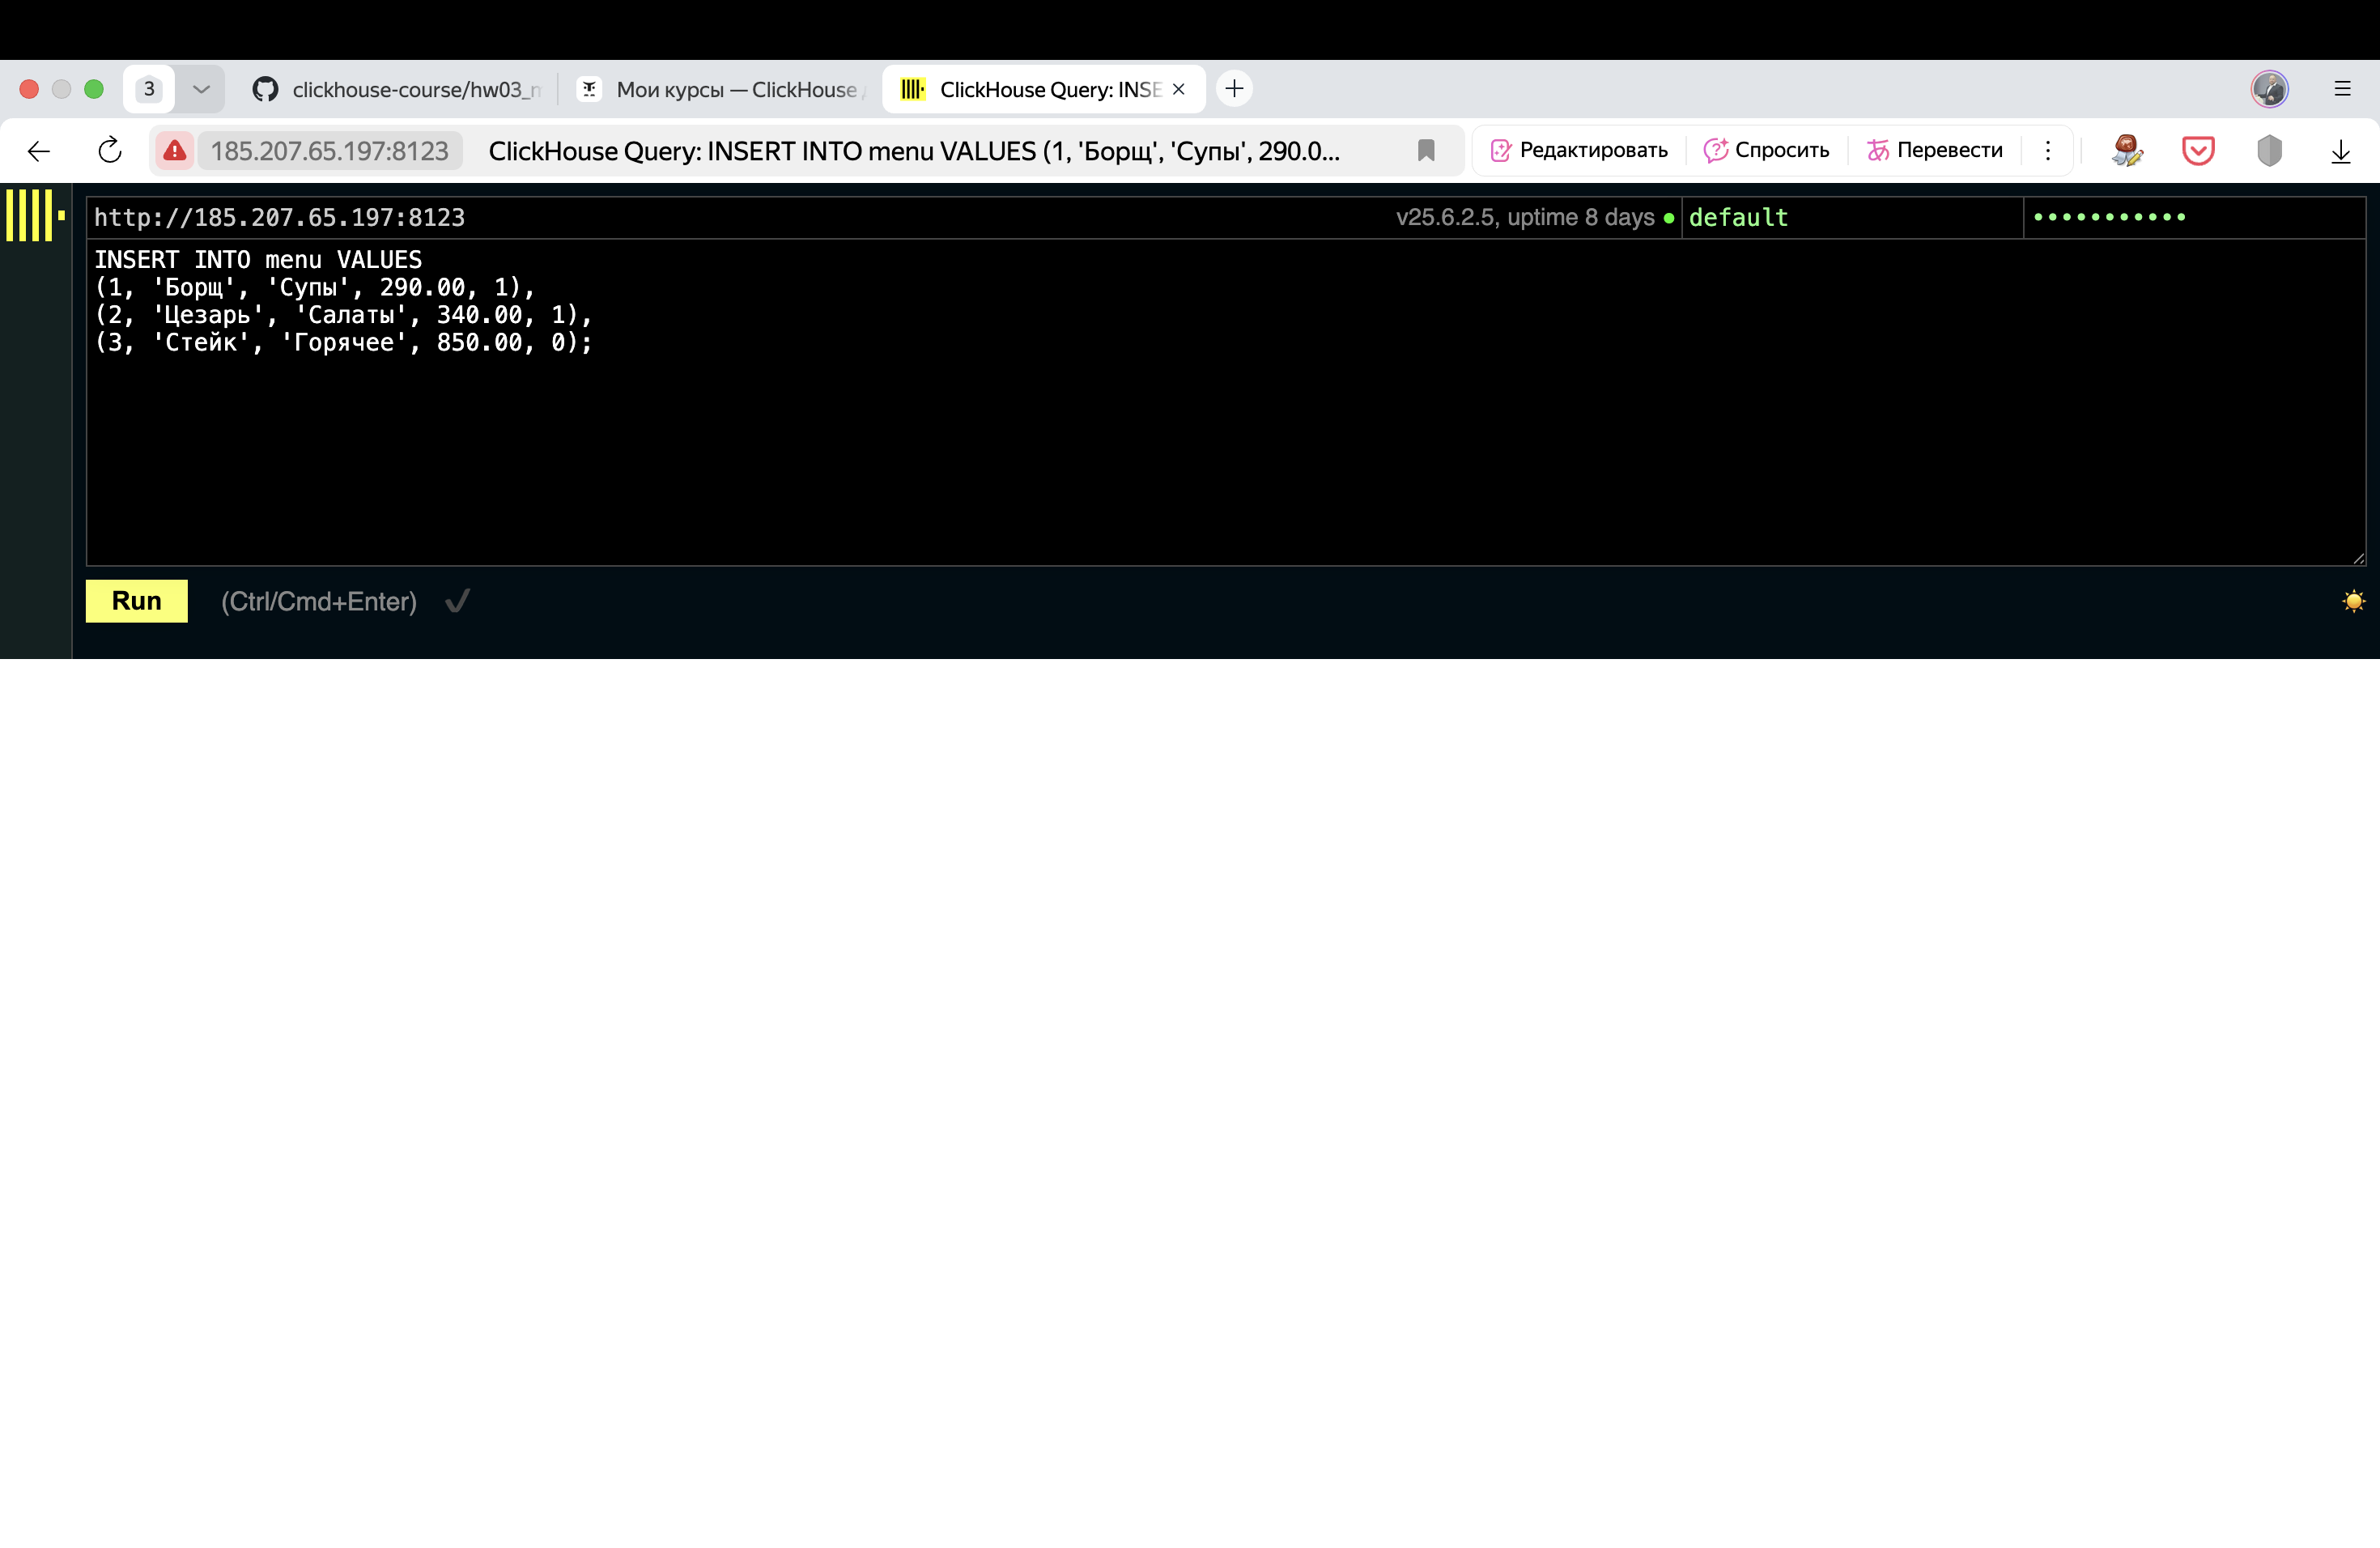 3
clickhouse-course/hw03_m
Мои курсы — ClickHouse
ClickHouse Query: INSE
185.207.65.197:8123
ClickHouse Query: INSERT INTO menu VALUES (1, 'Борщ', 'Супы', 290.0...
Редактировать
Спросить
Перевести
http://185.207.65.197:8123
v25.6.2.5, uptime 8 days
default
•••••••••••
INSERT INTO menu VALUES
(1, 'Борщ', 'Супы', 290.00, 1),
(2, 'Цезарь', 'Салаты', 340.00, 1),
(3, 'Стейк', 'Горячее', 850.00, 0);
Run
(Ctrl/Cmd+Enter) ✔